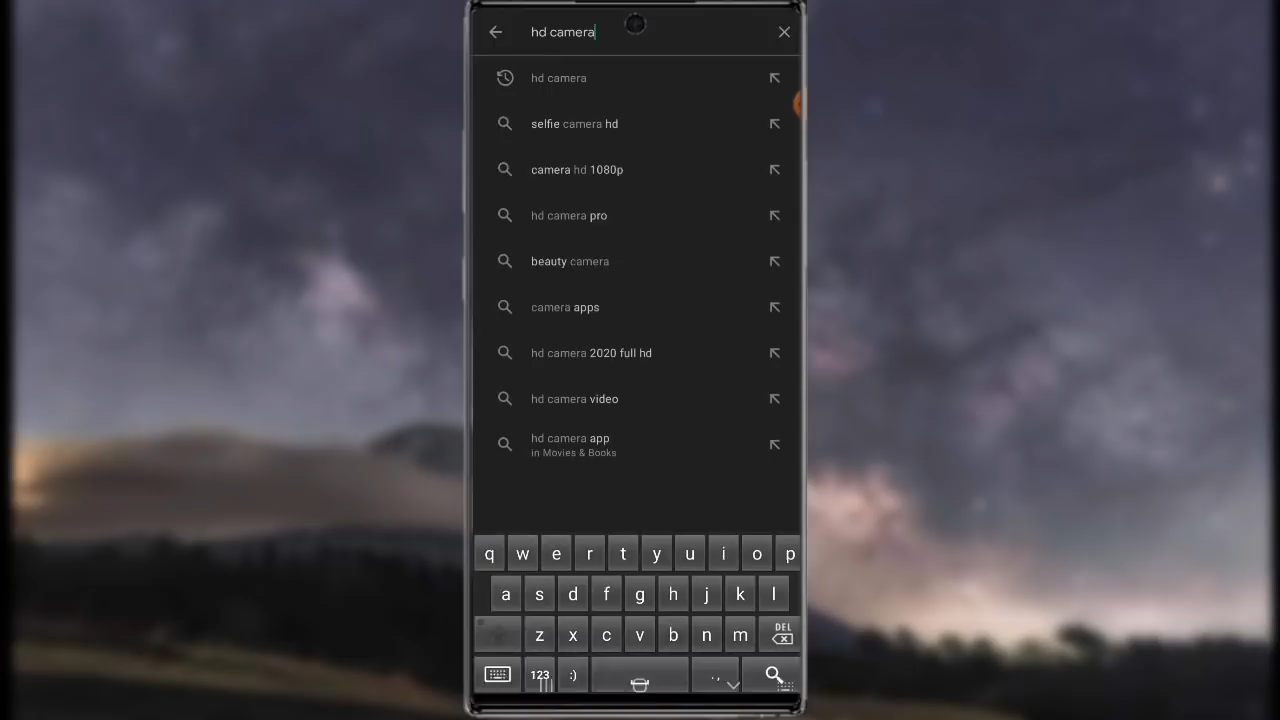 hd camera
hd camera
selfie camera hd
camera hd 1080p
hd camera pro
beauty camera
camera apps
hd camera 2020 full hd
hd camera video
hd camera app
in Movies & Books
q w e r t y u i o p
a s d f g h j k l
z x c v b n m DEL
123 :) .,